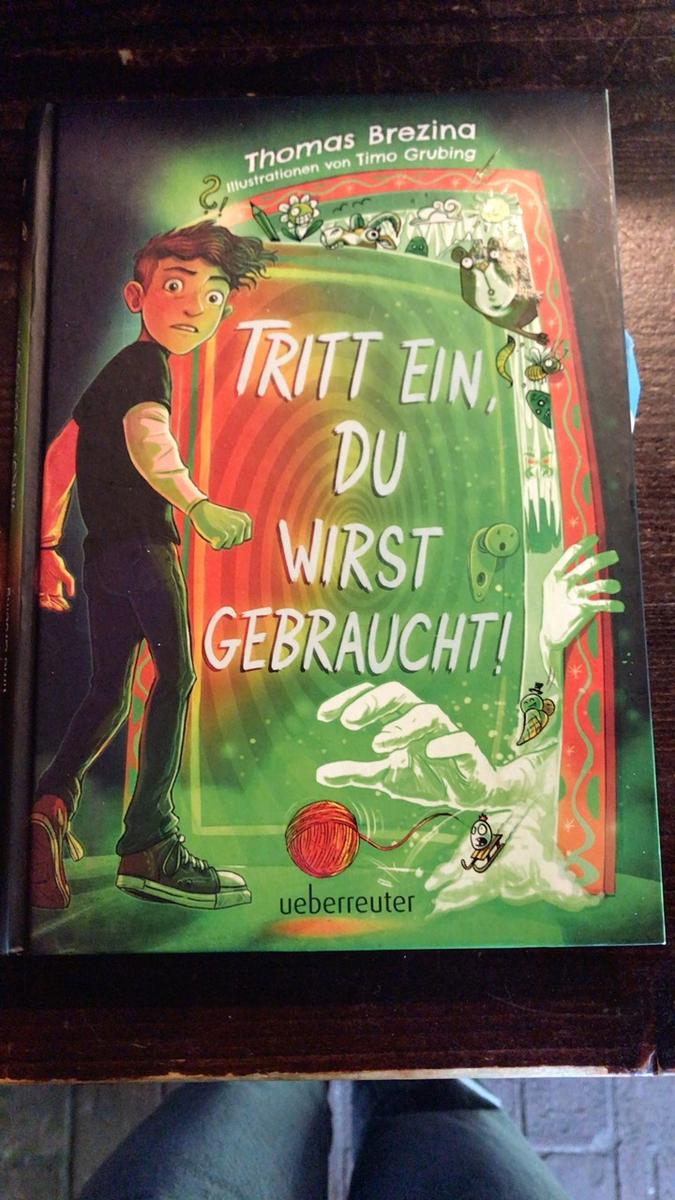 Thomas Brezina
Illustrationen von Timo Grubing
TRITT EIN,
DU
WIRST
GEBRAUCHT!
ueberreuter